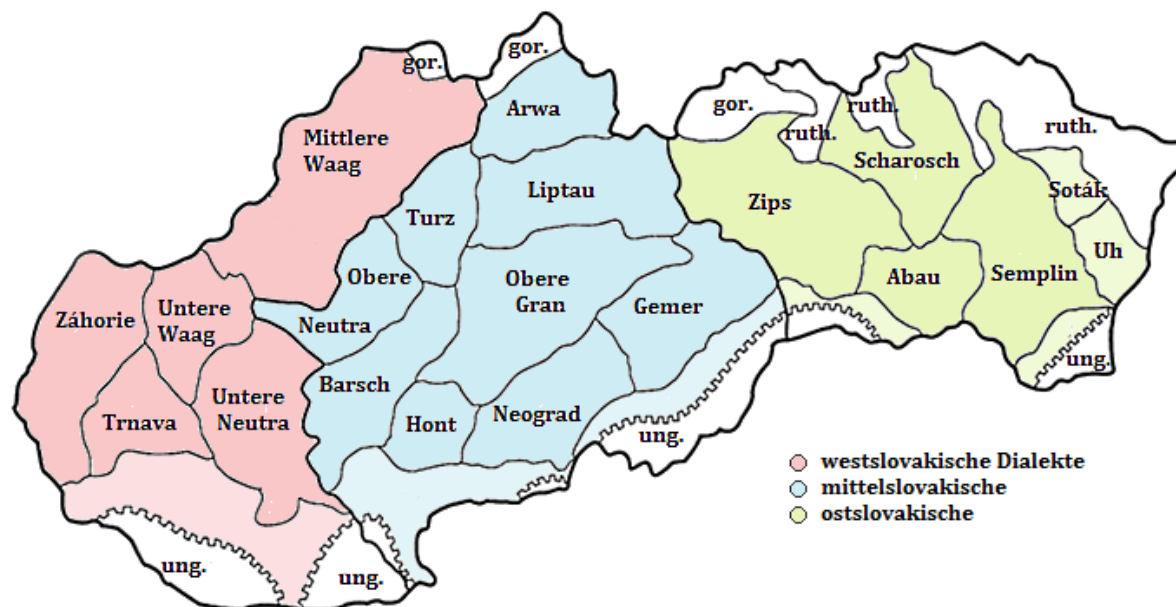 gor.
gor.
Arwa
gor.
ruth.
ruth.
ruth.
Mittlere
Waag
Scharosch
Liptau
Zips
Soták
Turz
Uh
Obere
Neutra
Obere
Gran
Abau
Semplin
Untere
Waag
Záhorie
Gemer
Barsch
Untere
Neutra
Trnava
Hont
Neograd
ung.
ung.
westslovakische Dialekte
mittelslovakische
ostslovakische
ung.
ung.